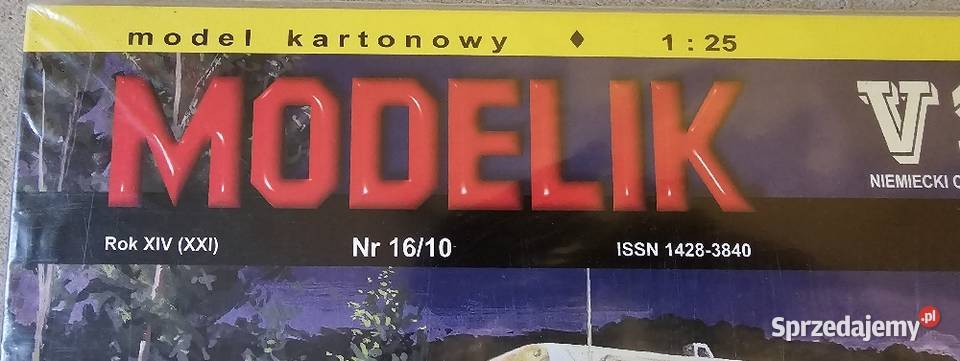 model kartonowy ♦ 1 : 25
MODELIK
NIEMIECKI
Rok XIV (XXI) Nr 16/10 ISSN 1428-3840
Sprzedajemy.pl